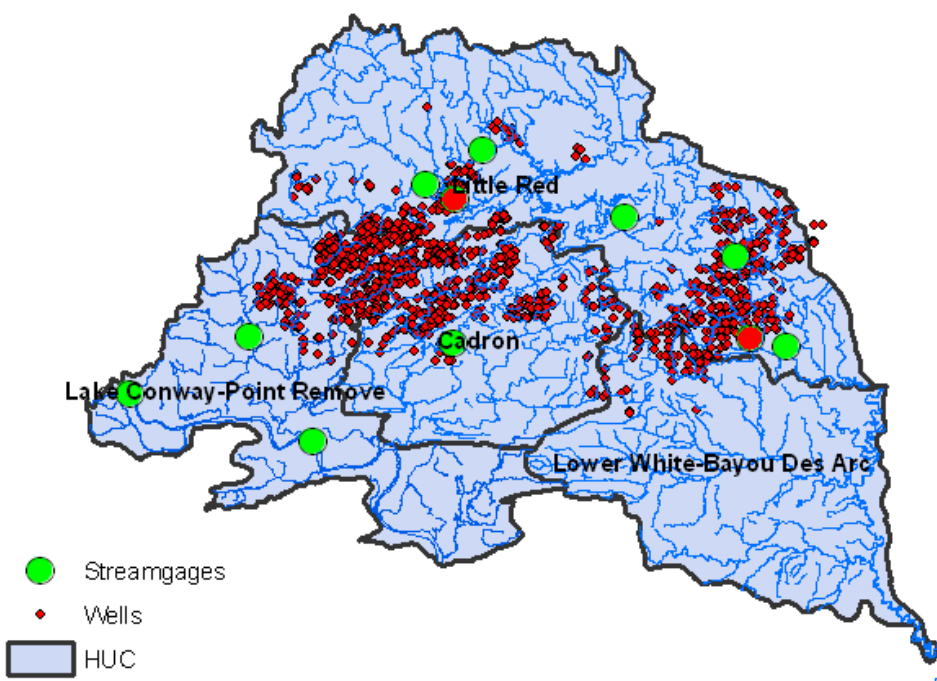 Little Red
Cadron
Lake Conway-Point Remove
Lower White-Bayou Des Arc
Streamgages
Wells
HUC